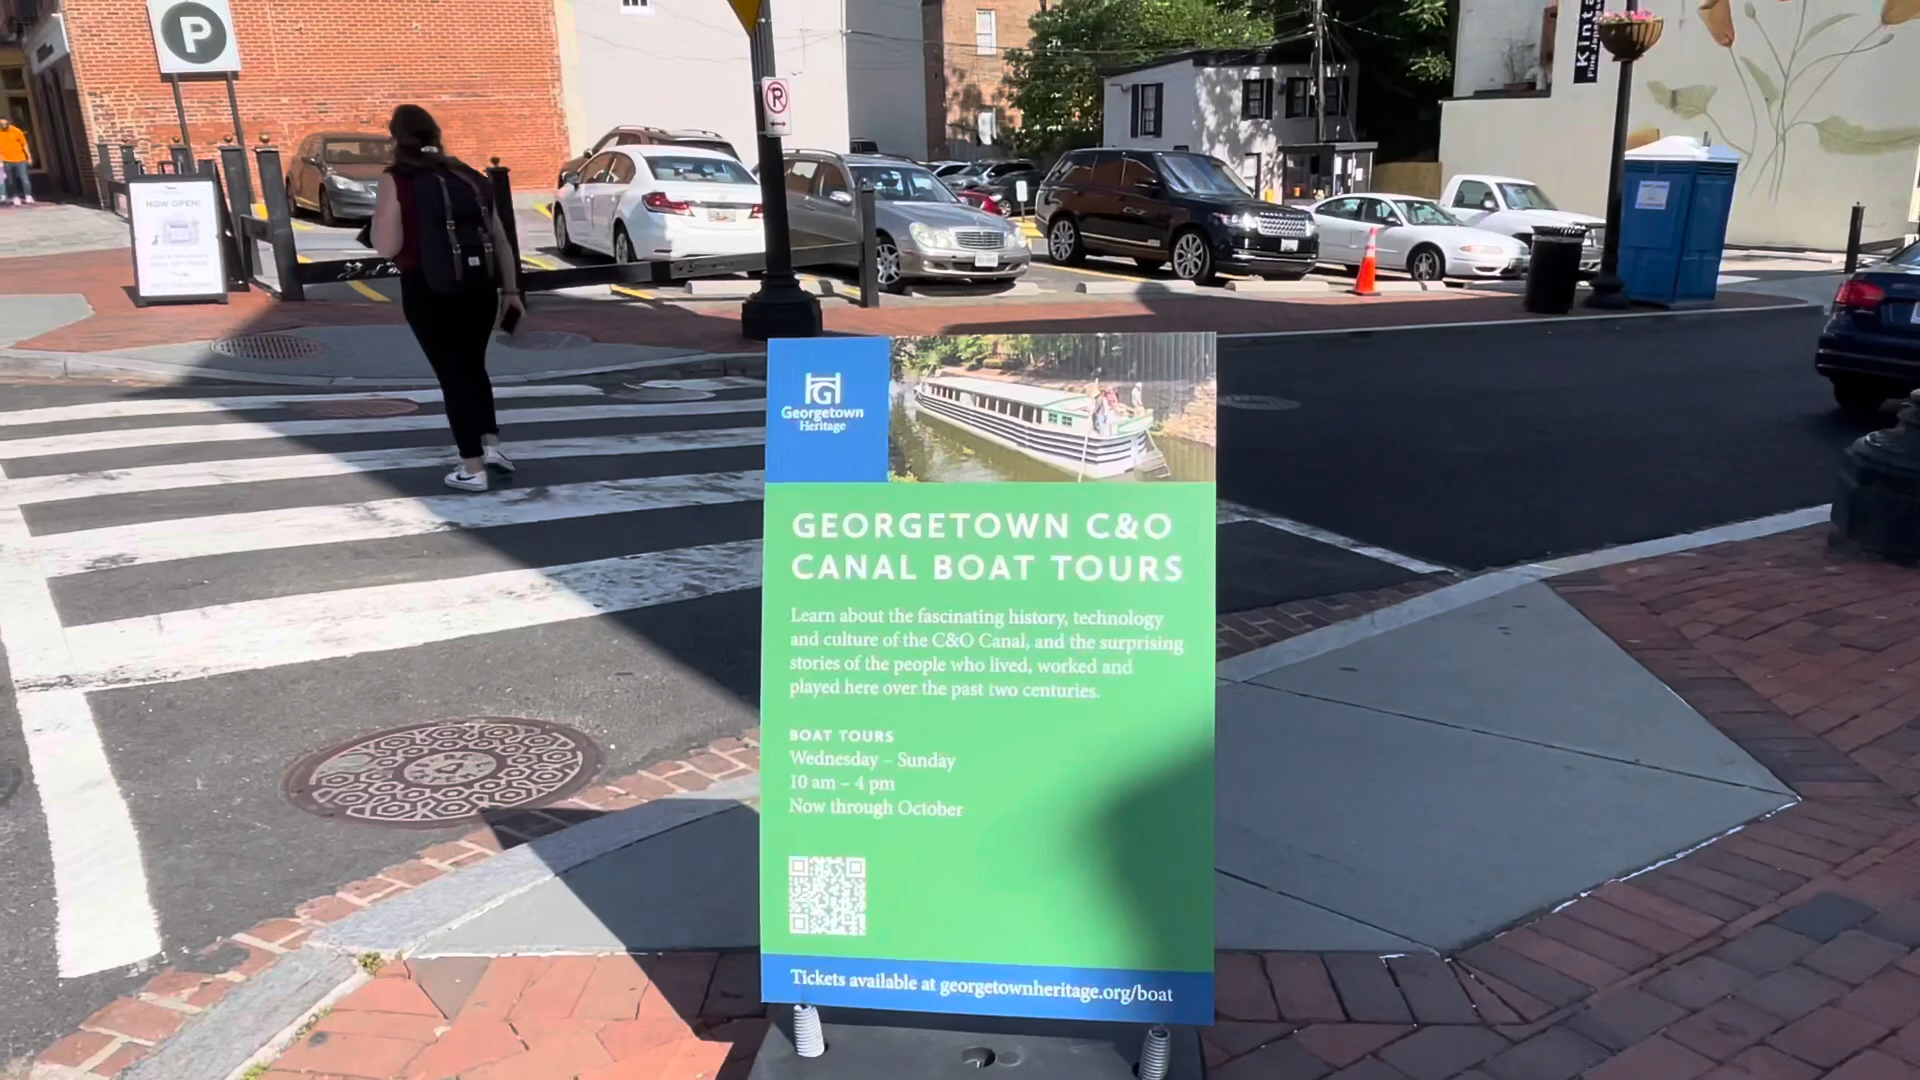 P
NOW OPEN!
Kinta
Georgetown
Heritage
GEORGETOWN C&O
CANAL BOAT TOURS
Learn about the fascinating history, technology
and culture of the C&O Canal, and the surprising
stories of the people who lived, worked and
played here over the past two centuries.
BOAT TOURS
Wednesday – Sunday
10 am – 4 pm
Now through October
Tickets available at georgetownheritage.org/boat